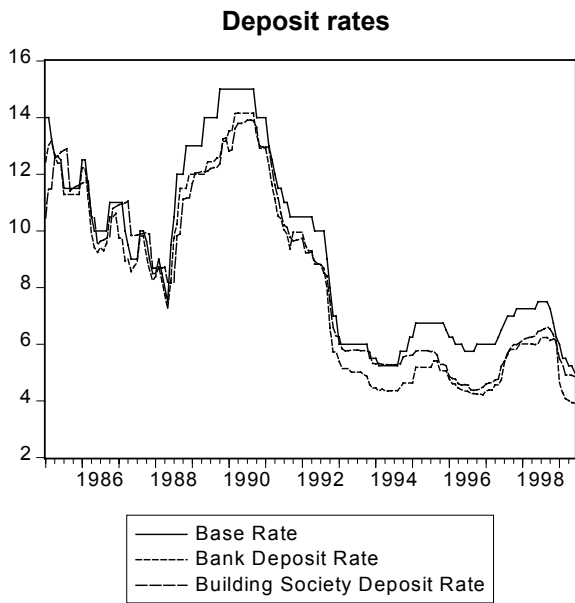 Deposit rates
16
14
12
10
8
6
4
2
1986 1988 1990 1992 1994 1996 1998
Base Rate
Bank Deposit Rate
Building Society Deposit Rate